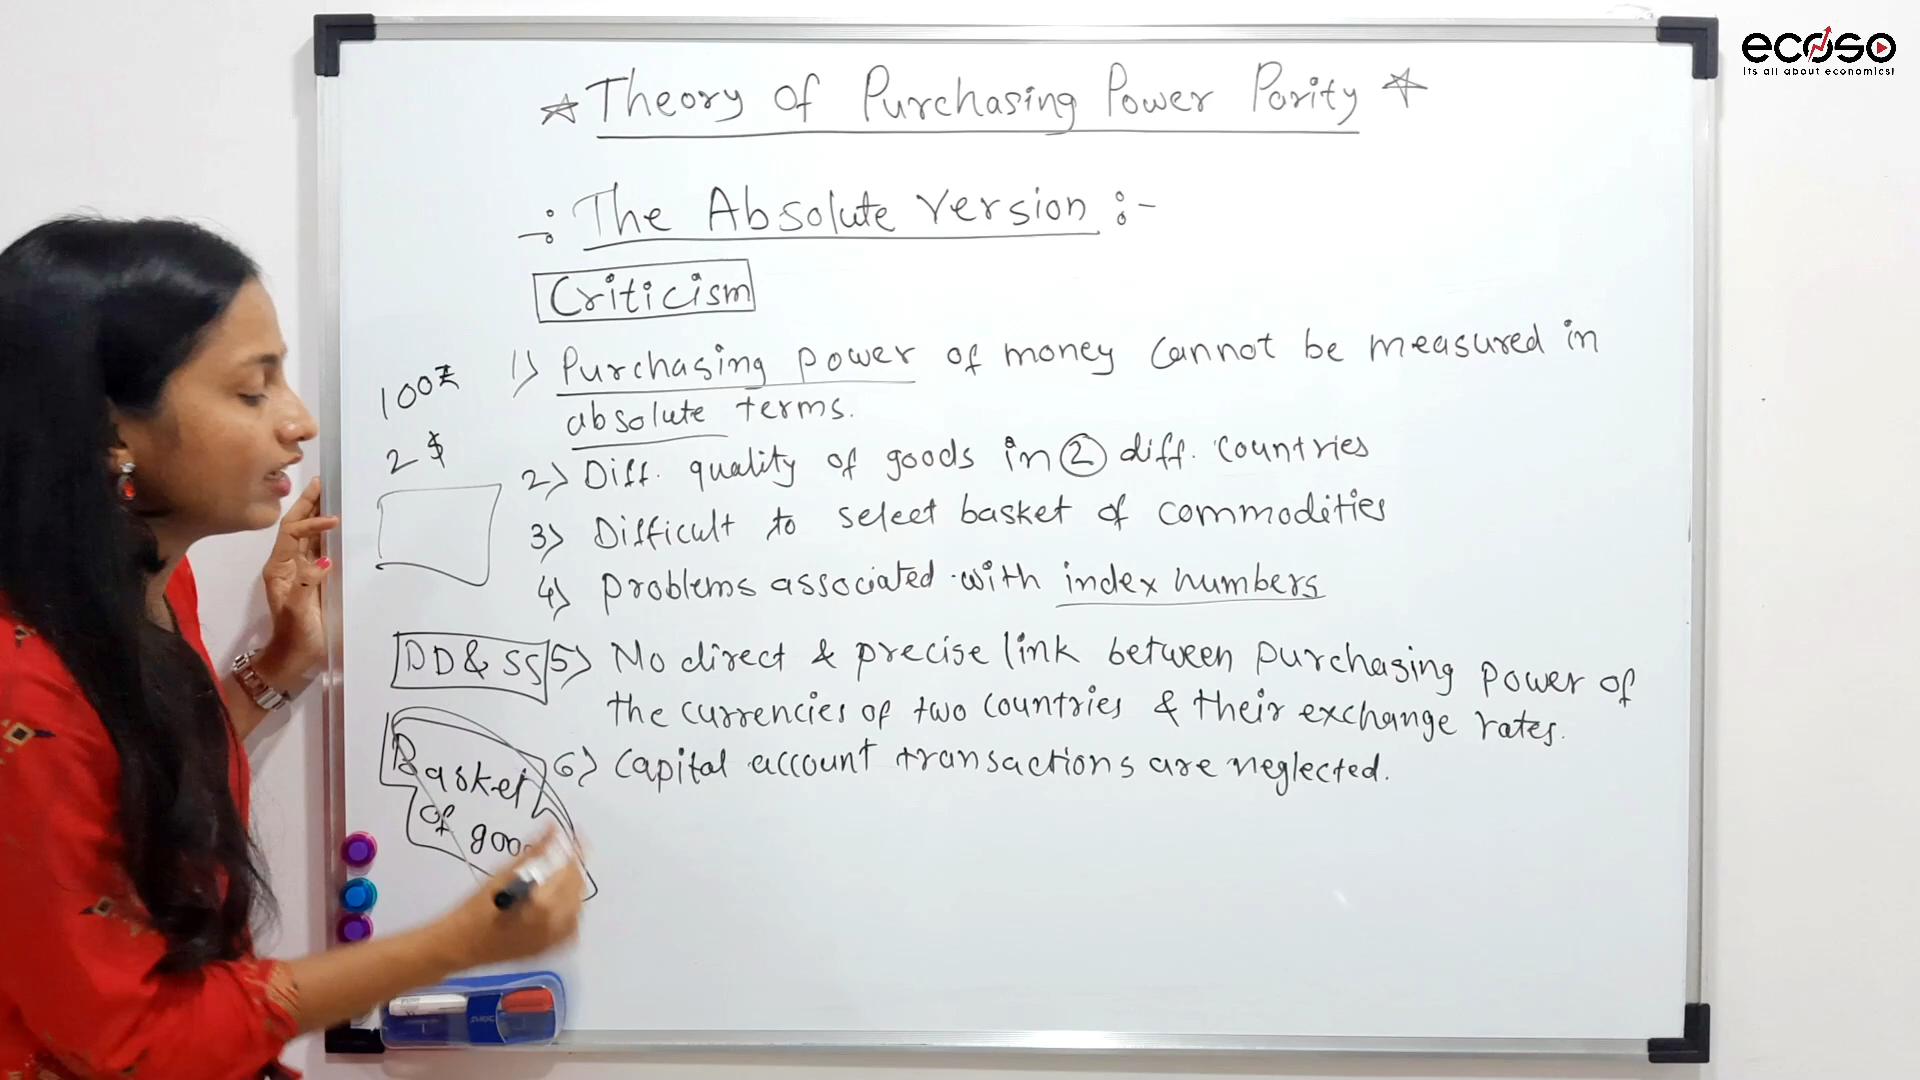 ecoso
its all about economics!
☆ Theory Of Purchasing Power Parity ☆
-: The Absolute Version :-
Criticism
1) Purchasing power of money cannot be measured in
absolute terms.
2) Diff. quality of goods in 2 diff. countries
3) Difficult to select basket of commodities
4) Problems associated with index numbers
5) No direct & precise link between purchasing power of
the currencies of two countries & their exchange rates.
6) Capital account transactions are neglected.
100₹
2 $
DD & SS
Basket
of